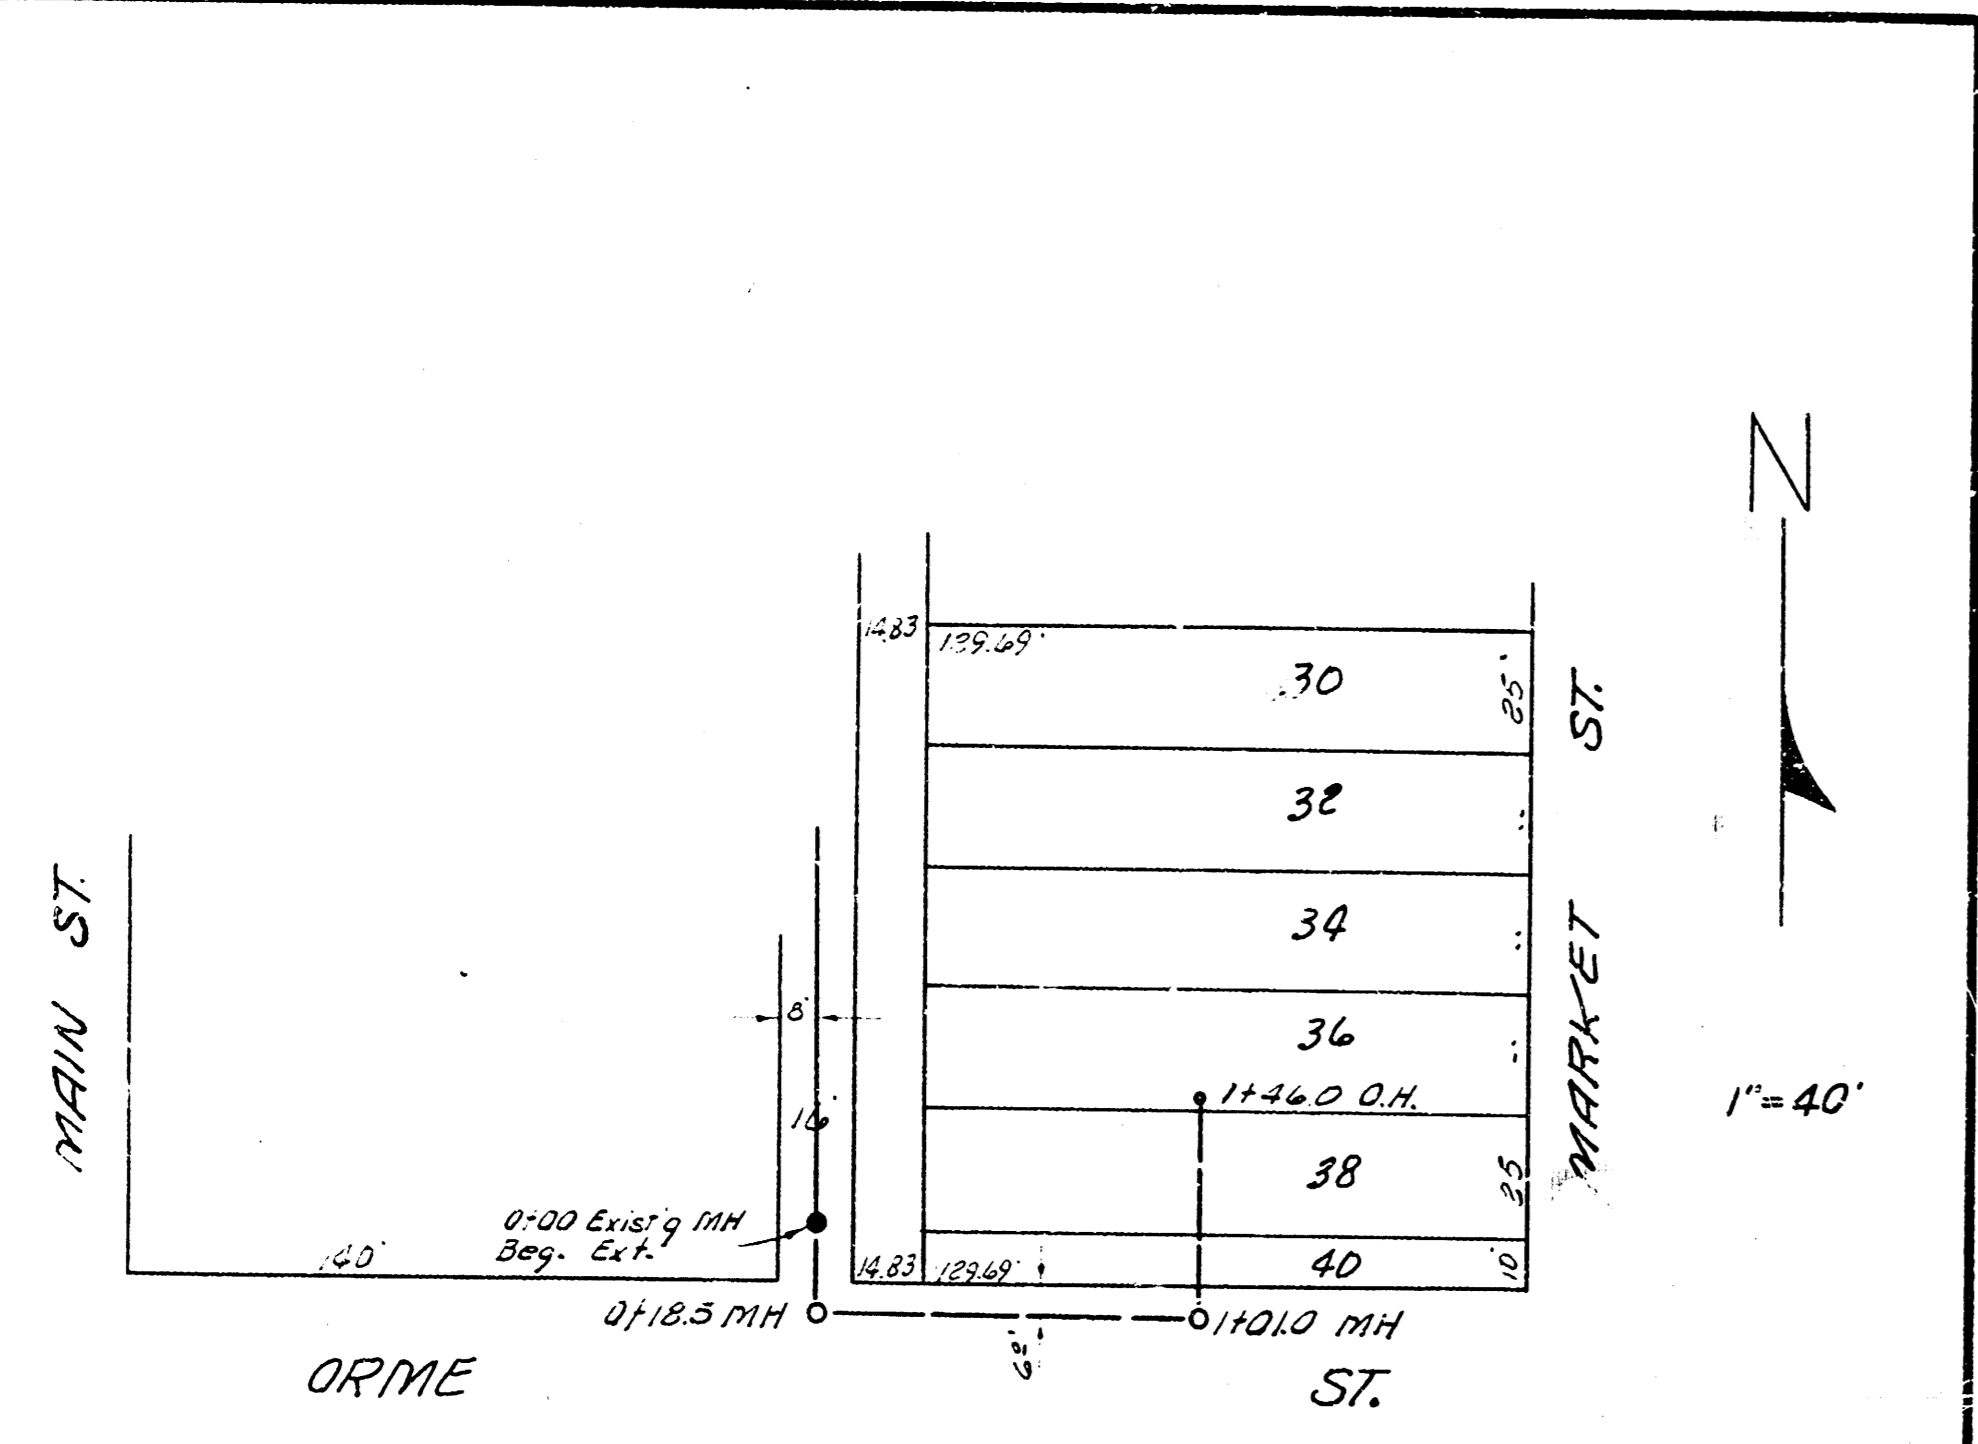 N
14.83
139.69'
30
25'
ST.
32
"
34
"
MAIN ST.
MARKET
8'
36
"
1+46.0 O.H.
1"=40'
16'
38
25
0+00 Exist'g MH
Beg. Ext.
140'
14.83
129.69'
40
10'
0+18.5 MH
1+01.0 MH
ORME
ST.